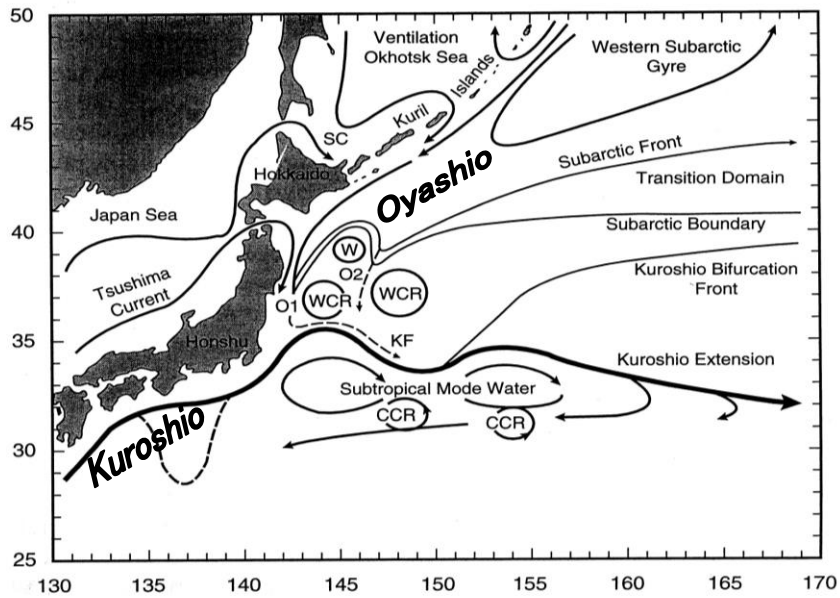 50
Ventilation
Okhotsk Sea
Western Subarctic
Gyre
Islands
Kuril
45
SC
Hokkaido
Oyashio
Subarctic Front
Transition Domain
Japan Sea
Subarctic Boundary
40
W
O2
Kuroshio Bifurcation
Front
Tsushima
Current
O1
WCR
WCR
35
Honshu
KF
Kuroshio Extension
Subtropical Mode Water
CCR
CCR
Kuroshio
30
25
130 135 140 145 150 155 160 165 170